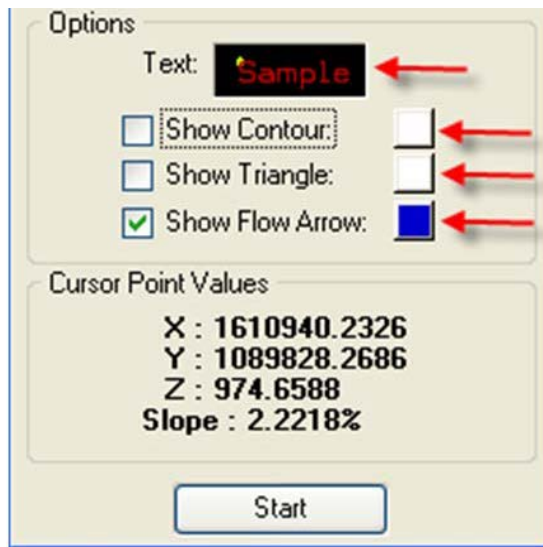 Options
Text: Sample
Show Contour:
Show Triangle:
Show Flow Arrow:
Cursor Point Values
X : 1610940.2326
Y : 1089828.2686
Z : 974.6588
Slope : 2.2218%
Start